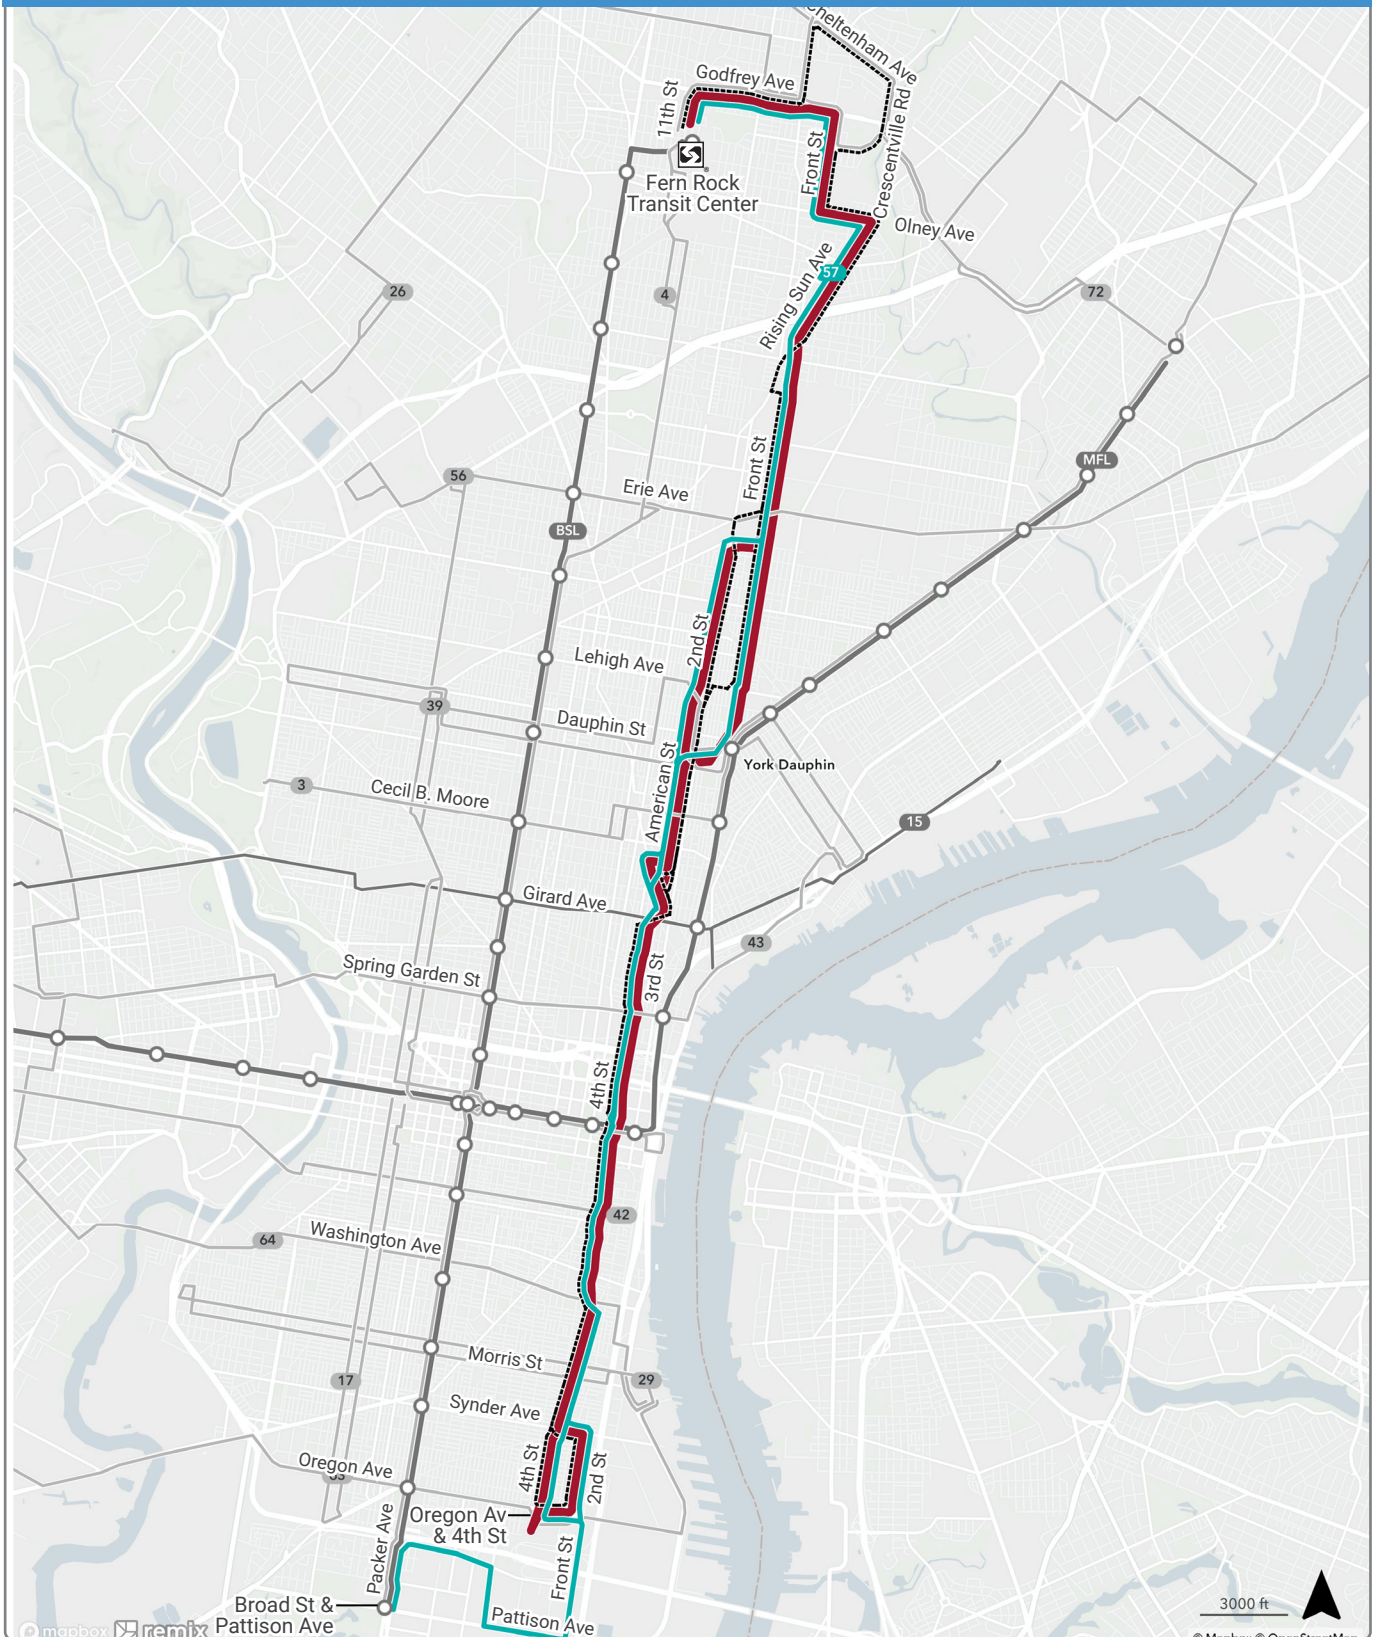 Cheltenham Ave
Godfrey Ave
11th St
Crescentville Rd
Front St
Fern Rock
Transit Center
Olney Ave
Rising Sun Ave
57
26
4
72
Front St
MFL
56
Erie Ave
BSL
2nd St
Lehigh Ave
39
Dauphin St
American St
York Dauphin
3
Cecil B. Moore
15
Girard Ave
43
Spring Garden St
3rd St
4th St
42
64
Washington Ave
Morris St
17
29
Synder Ave
4th St
2nd St
Oregon Ave
Oregon Av
& 4th St
Packer Ave
Front St
Broad St &
Pattison Ave
Pattison Ave
3000 ft
mapbox
remix
© Mapbox © OpenStreetMap